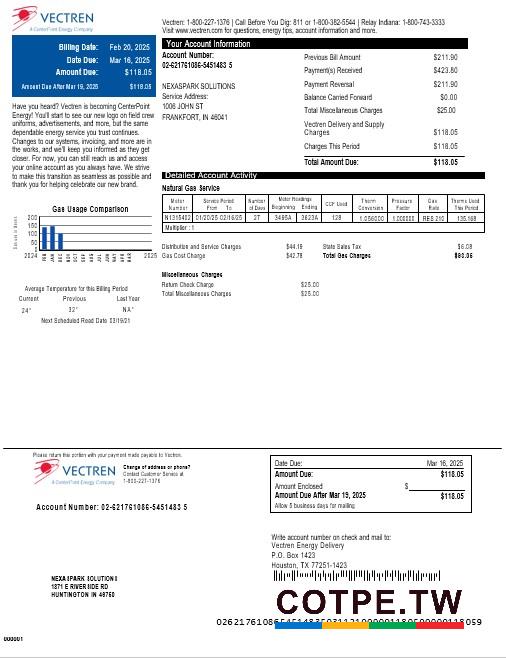 VECTREN
A CenterPoint Energy Company
Vectren: 1-800-227-1376 | Call Before You Dig: 811 or 1-800-382-5544 | Relay Indiana: 1-800-743-3333
Visit www.vectren.com for questions, energy tips, account information and more.
Billing Date: Feb 20, 2025
Due Date: Mar 16, 2025
Amount Due: $118.05
Amount Due After Mar 19, 2025 $118.05
Have you heard? Vectren is becoming CenterPoint
Energy! You'll start to see our new logo on field crew
uniforms, advertisements, and more, but the same
dependable energy service you trust continues.
Changes to our systems, invoicing, and more are in
the works, and we'll keep you informed as they get
closer. For now, you can still reach us and access
your online account as you always have. We strive
to make this transition as seamless as possible and
thank you for helping celebrate our new brand.
Your Account Information
Account Number:
02-621761086-5451483 5
NEXASPARK SOLUTIONS
Service Address:
1006 JOHN ST
FRANKFORT, IN 46041
Previous Bill Amount $211.90
Payment(s) Received $423.80
Payment Reversal $211.90
Balance Carried Forward $0.00
Total Miscellaneous Charges $25.00
Vectren Delivery and Supply
Charges $118.05
Charges This Period $118.05
Total Amount Due: $118.05
Detailed Account Activity
Natural Gas Service
Motor Number
Service Period From To
Number of Days
Motor Readings Beginning Ending
CCF Used
Therm Conversion
Pressure Factor
Gas Rate
Therms Used This Period
N1315402 01/20/25 02/16/25 27 3495A 3623A 128 1.056000 1.000000 RES 210 135.168
Multiplier : 1
Distribution and Service Charges $44.19
Gas Cost Charge $42.78
State Sales Tax $6.08
Total Gas Charges
Miscellaneous Charges
Return Check Charge $25.00
Total Miscellaneous Charges $25.00
Gas Usage Comparison
200
150
100
50
0
2024 FEB JAN DEC NOV OCT SEP AUG JUL JUN MAY APR MAR 2025
Average Temperature for this Billing Period
Current Previous Last Year
24° 32° NA°
Next Scheduled Read Date 03/19/21
Please return this portion with your payment made payable to Vectren.
VECTREN
A CenterPoint Energy Company
Change of address or phone?
Contact Customer Service at
1-800-227-1376
Account Number: 02-621761086-5451483 5
Date Due: Mar 16, 2025
Amount Due: $118.05
Amount Enclosed $
Amount Due After Mar 19, 2025 $118.05
Allow 5 business days for mailing
Write account number on check and mail to:
Vectren Energy Delivery
P.O. Box 1423
Houston, TX 77251-1423
NEXASPARK SOLUTIONS
1871 E RIVERSIDE RD
HUNTINGTON IN 46750
COTPE.TW
000001